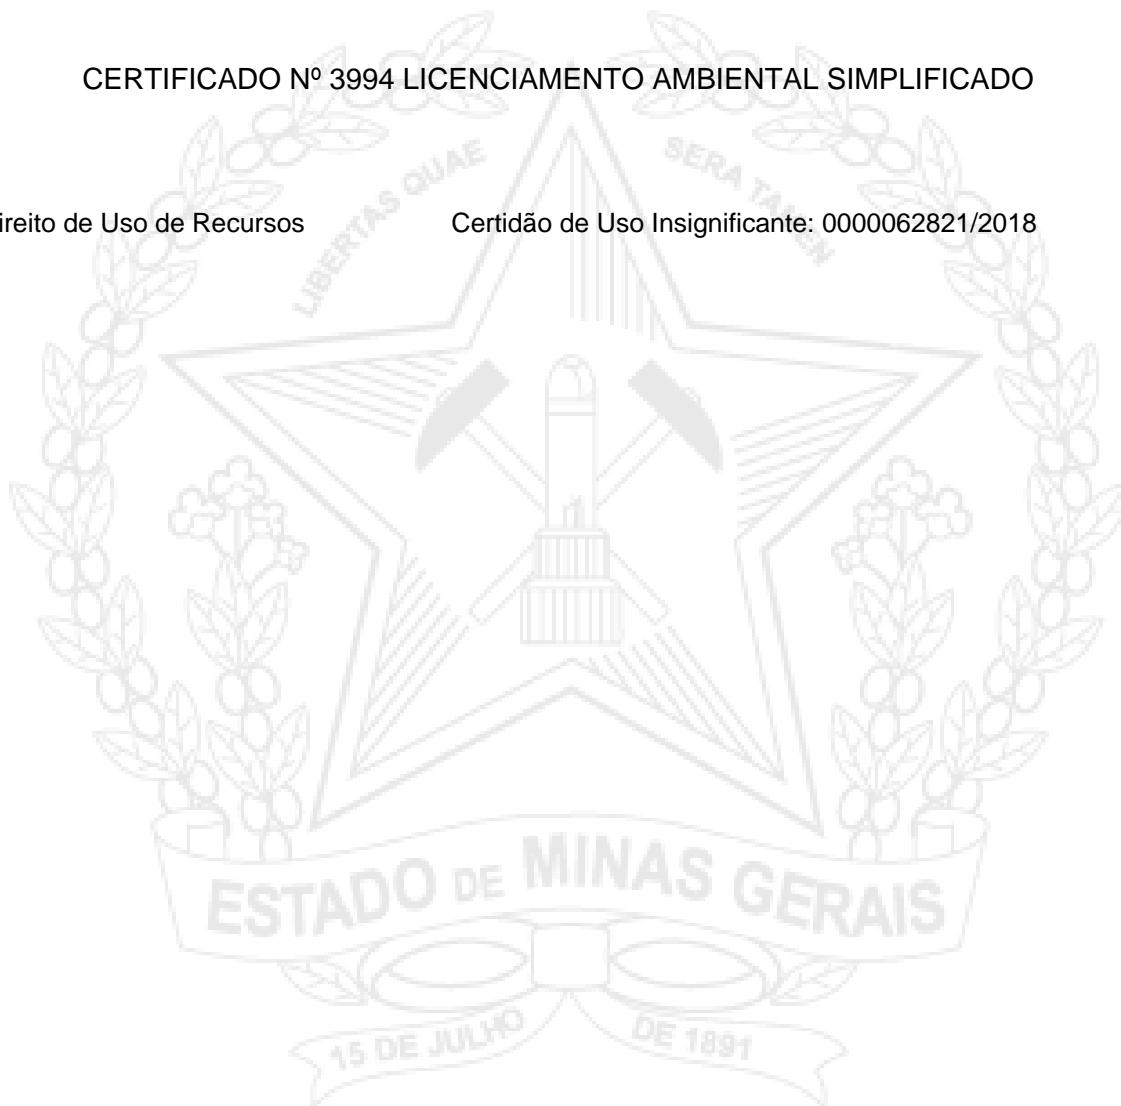 CERTIFICADO Nº 3994 LICENCIAMENTO AMBIENTAL SIMPLIFICADO
LIBERTAS QUAE SERA TAMEN
ireito de Uso de Recursos Certidão de Uso Insignificante: 0000062821/2018
ESTADO DE MINAS GERAIS
15 DE JULHO DE 1891